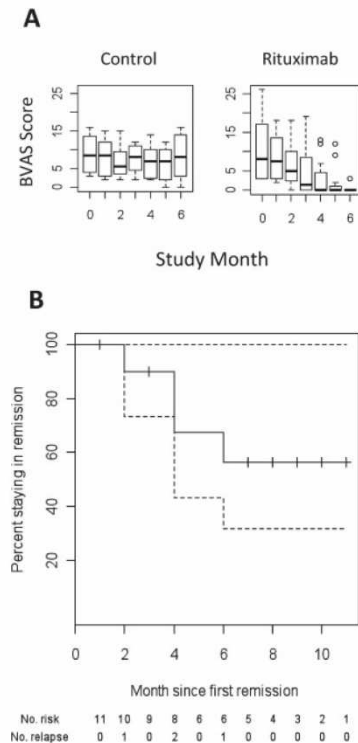 A
Control
Rituximab
BVAS Score
25
15
5
0
0 2 4 6
25
15
5
0
0 2 4 6
Study Month
B
Percent staying in remission
100
80
60
40
20
0 2 4 6 8 10
Month since first remission
No. risk 11 10 9 8 6 6 5 4 3 2 1
No. relapse 0 1 0 2 0 1 0 0 0 0 0